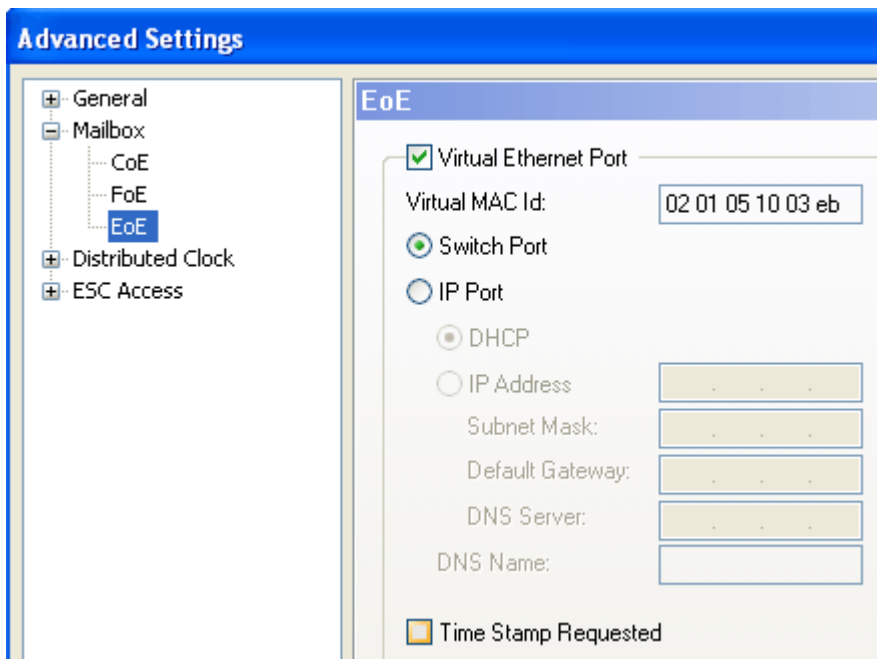 Advanced Settings
General
Mailbox
CoE
FoE
EoE
Distributed Clock
ESC Access
EoE
Virtual Ethernet Port
Virtual MAC Id: 02 01 05 10 03 eb
Switch Port
IP Port
DHCP
IP Address . . .
Subnet Mask: . . .
Default Gateway: . . .
DNS Server: . . .
DNS Name:
Time Stamp Requested